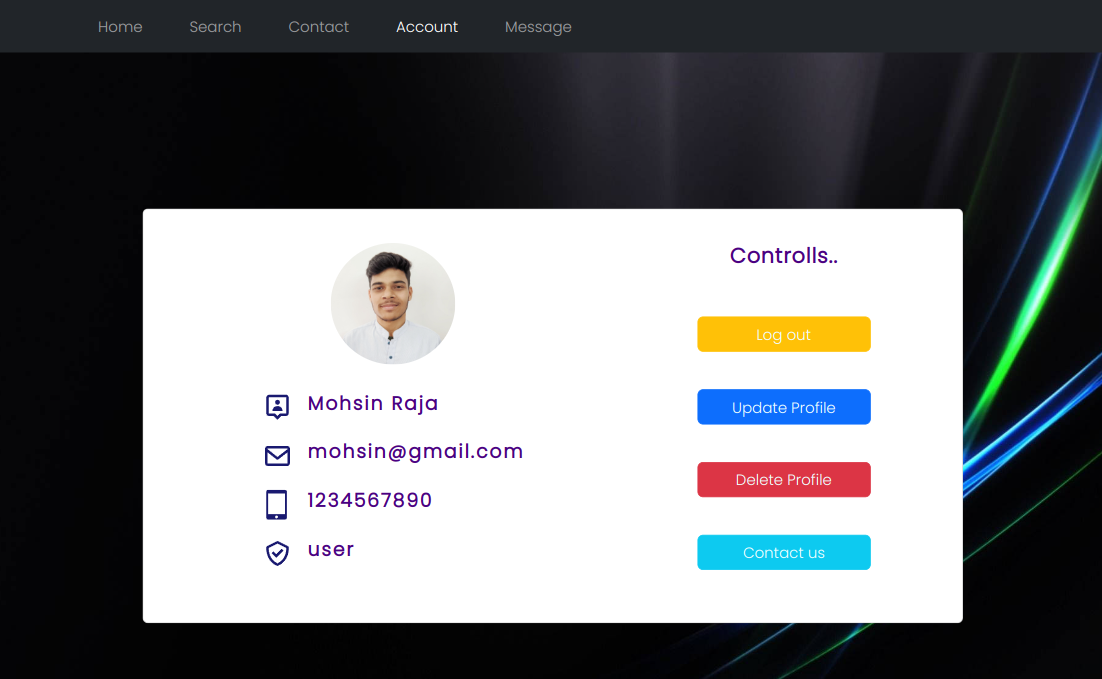 Home Search Contact Account Message
Mohsin Raja
mohsin@gmail.com
1234567890
user
Controlls..
Log out
Update Profile
Delete Profile
Contact us